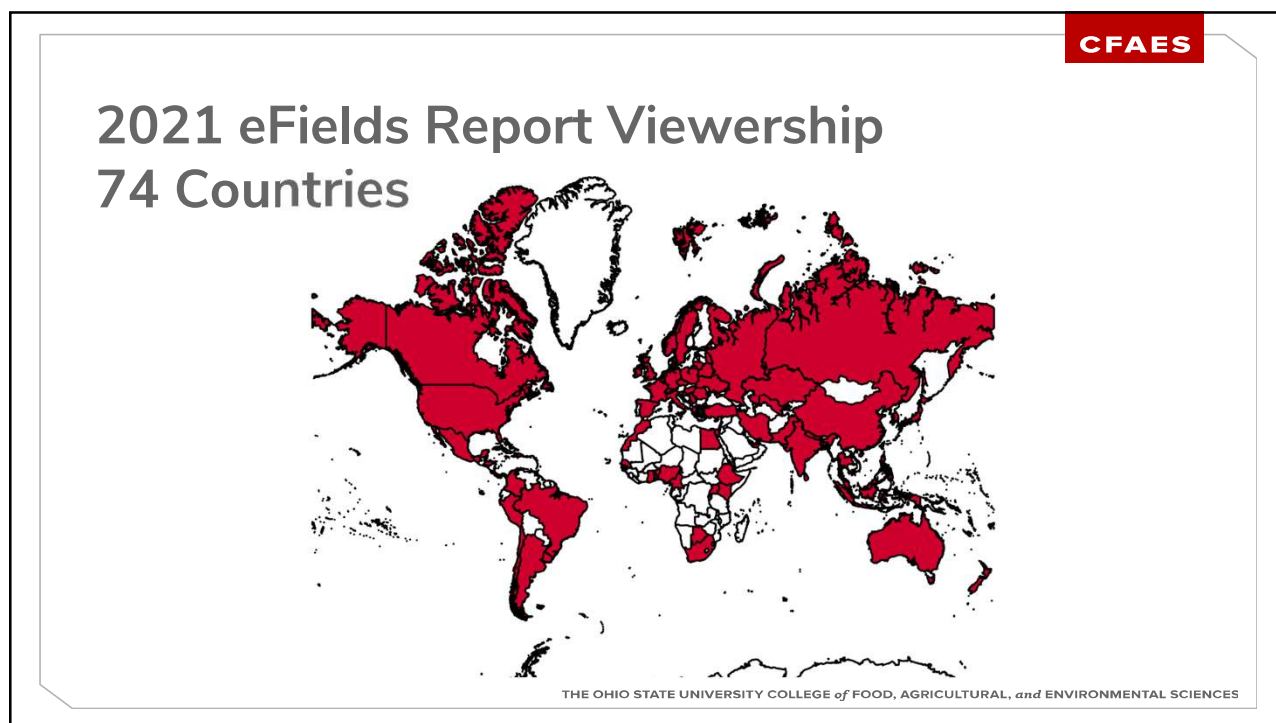 CFAES
2021 eFields Report Viewership
74 Countries
THE OHIO STATE UNIVERSITY COLLEGE of FOOD, AGRICULTURAL, and ENVIRONMENTAL SCIENCES